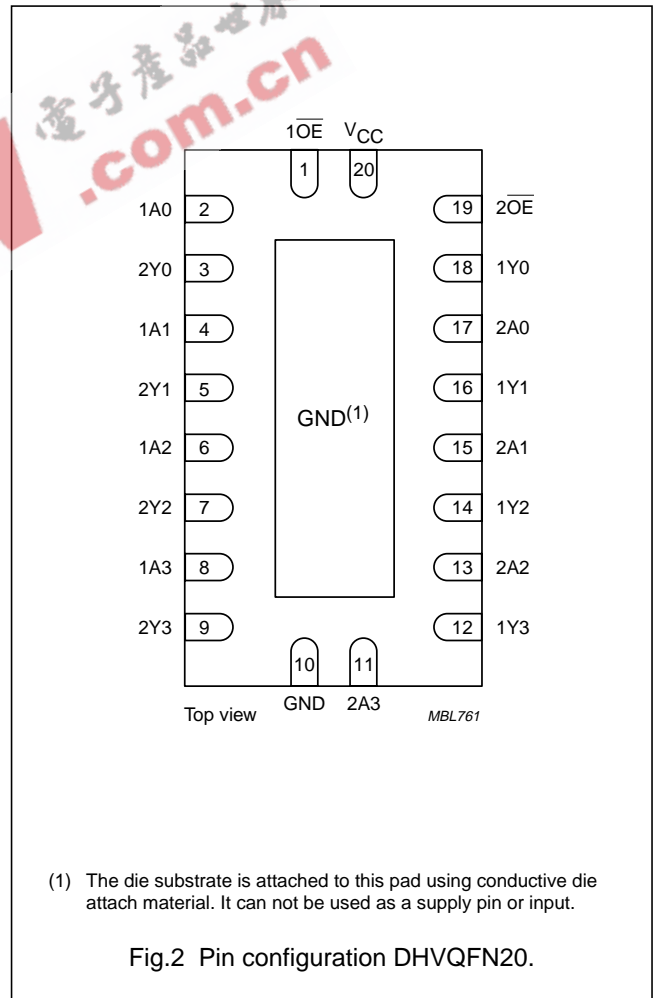 電子產品世界
.com.cn
1O̅E̅ VCC
1 20
1A0 2 19 2O̅E̅
2Y0 3 18 1Y0
1A1 4 17 2A0
2Y1 5 16 1Y1
GND(1)
1A2 6 15 2A1
2Y2 7 14 1Y2
1A3 8 13 2A2
2Y3 9 12 1Y3
10 11
Top view GND 2A3 MBL761
(1) The die substrate is attached to this pad using conductive die
attach material. It can not be used as a supply pin or input.
Fig.2 Pin configuration DHVQFN20.